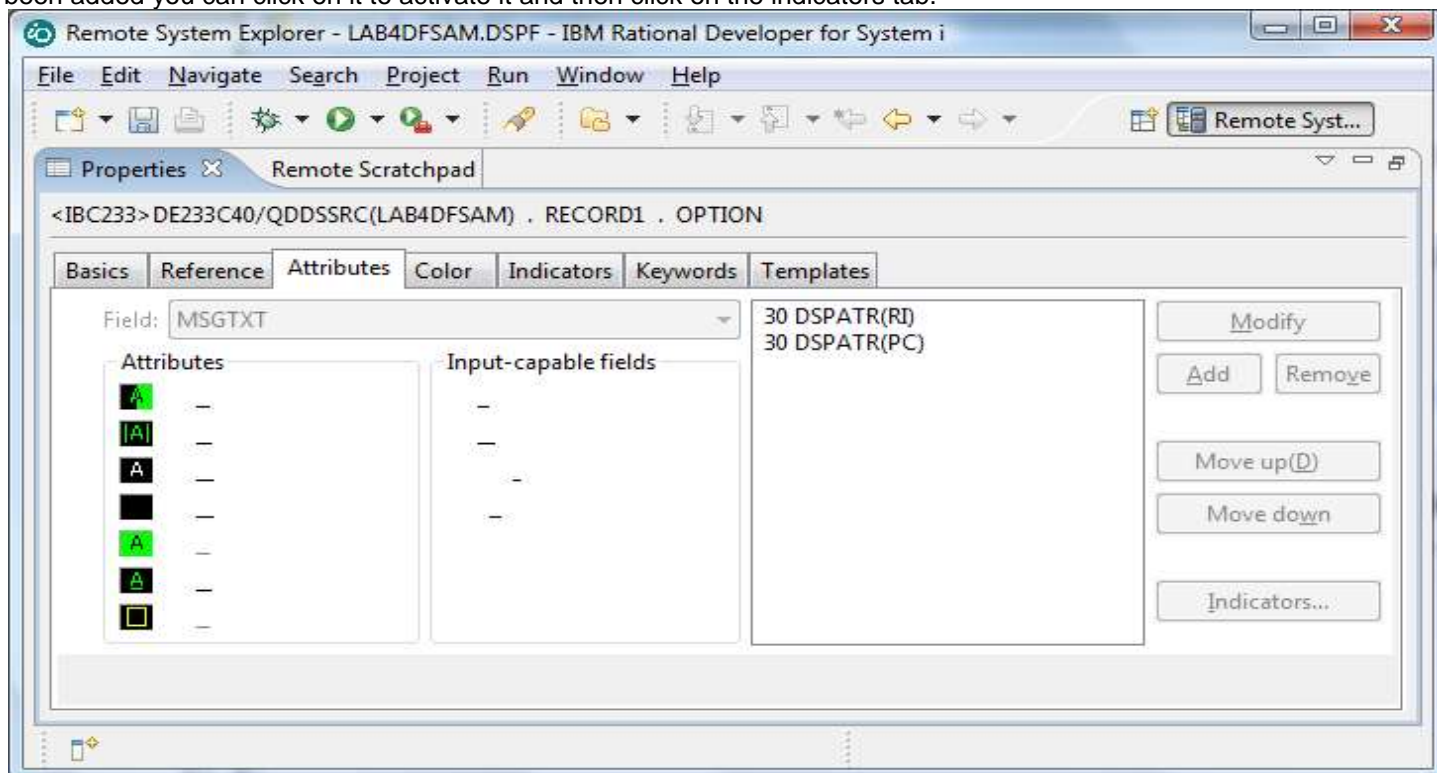 been added you can click on it to activate it and then click on the indicators tab.
Remote System Explorer - LAB4DFSAM.DSPF - IBM Rational Developer for System i
File Edit Navigate Search Project Run Window Help
Remote Syst...
Properties Remote Scratchpad
<IBC233>DE233C40/QDDSSRC(LAB4DFSAM) . RECORD1 . OPTION
Basics Reference Attributes Color Indicators Keywords Templates
Field: MSGTXT
Attributes
Input-capable fields
30 DSPATR(RI)
30 DSPATR(PC)
Modify
Add Remove
Move up(D)
Move down
Indicators...